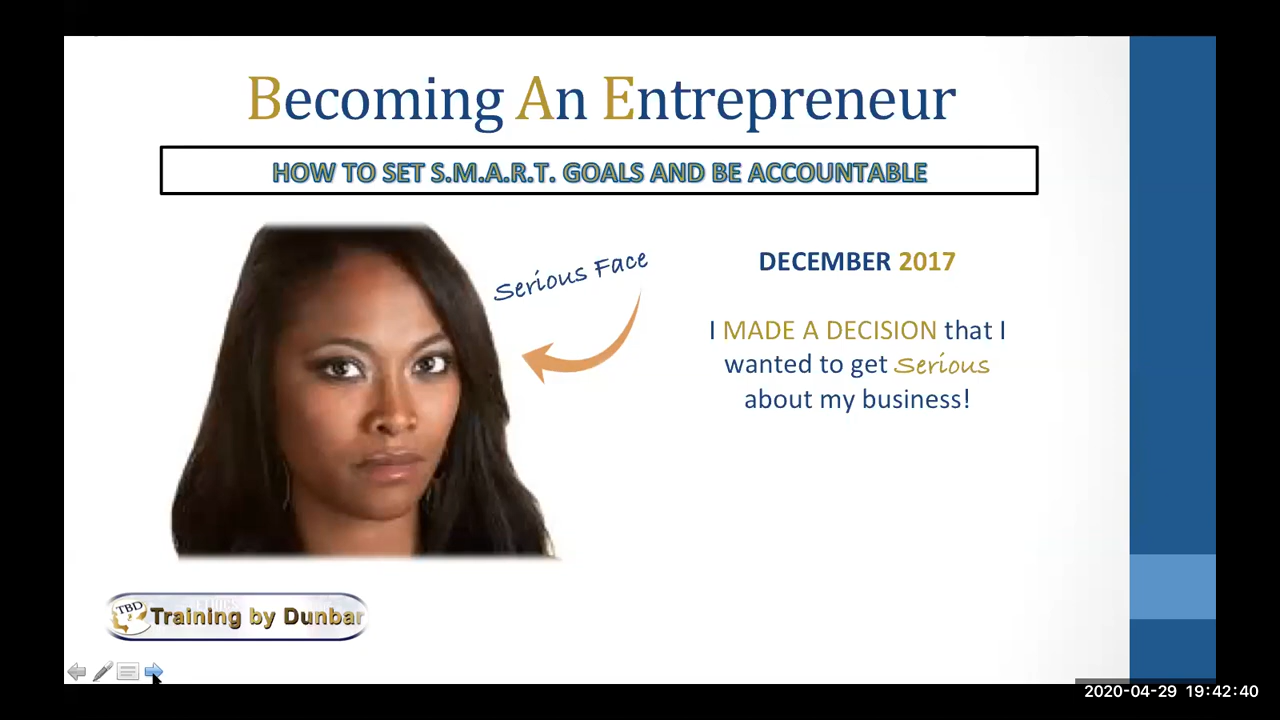 Becoming An Entrepreneur
HOW TO SET S.M.A.R.T. GOALS AND BE ACCOUNTABLE
Serious Face
DECEMBER 2017
I MADE A DECISION that I
wanted to get Serious
about my business!
TBD Training by Dunbar
2020-04-29 19:42:40